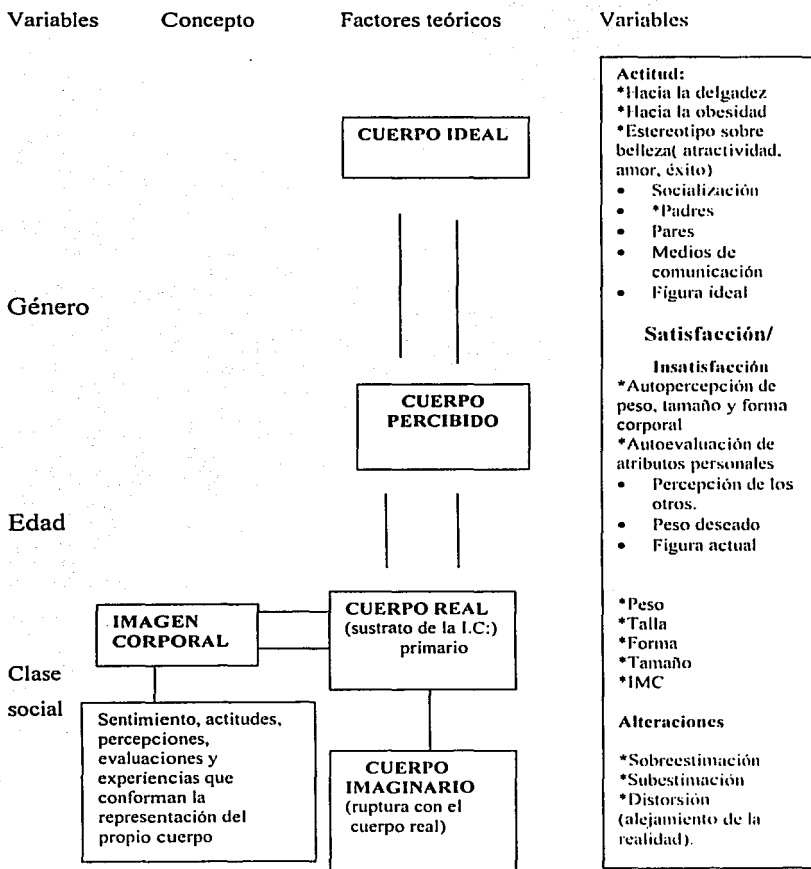 Variables Concepto Factores teóricos Variables
CUERPO IDEAL
Género
CUERPO
PERCIBIDO
Edad
IMAGEN
CORPORAL
CUERPO REAL
(sustrato de la I.C:)
primario
Clase
social
Sentimiento, actitudes,
percepciones,
evaluaciones y
experiencias que
conforman la
representación del
propio cuerpo
CUERPO
IMAGINARIO
(ruptura con el
cuerpo real)
Actitud:
*Hacia la delgadez
*Hacia la obesidad
*Estereotipo sobre
belleza( atractividad,
amor, éxito)
• Socialización
• *Padres
• Pares
• Medios de
comunicación
• Figura ideal
Satisfacción/
Insatisfacción
*Autopercepción de
peso, tamaño y forma
corporal
*Autoevaluación de
atributos personales
• Percepción de los
otros.
• Peso deseado
• Figura actual
*Peso
*Talla
*Forma
*Tamaño
*IMC
Alteraciones
*Sobreestimación
*Subestimación
*Distorsión
(alejamiento de la
realidad).